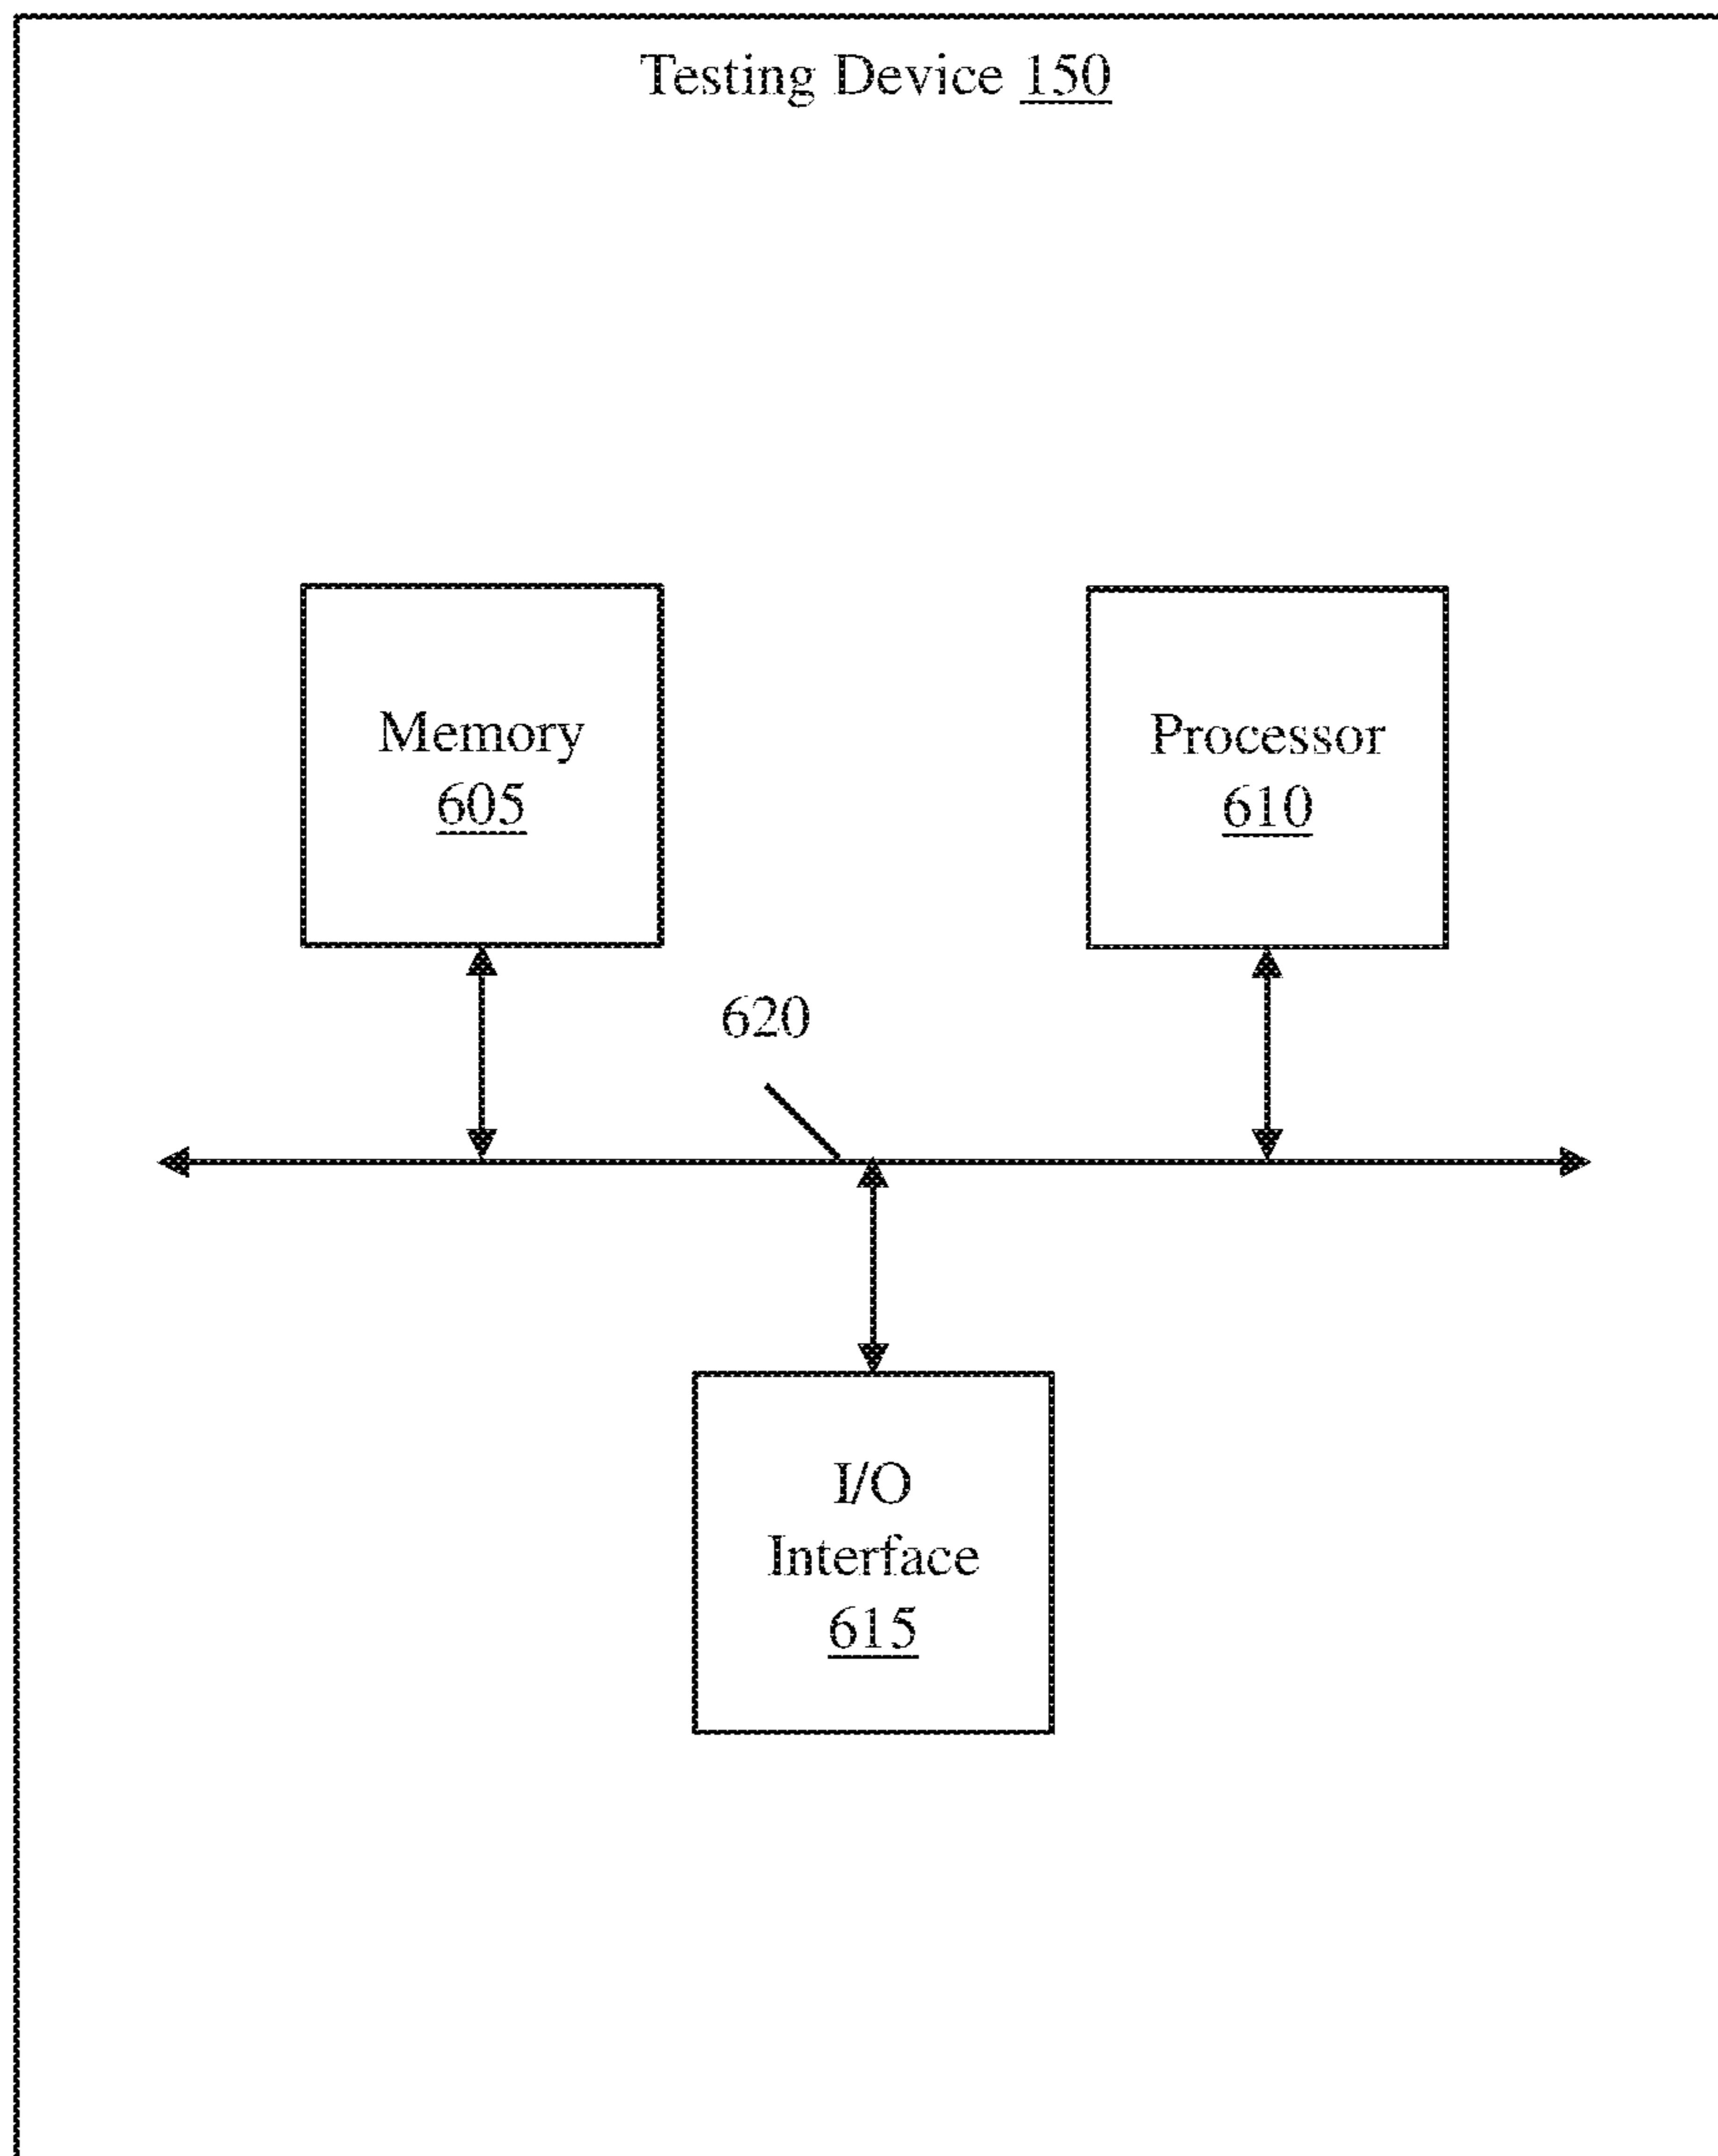 Testing Device 150
Memory
605
Processor
610
620
I/O
Interface
615